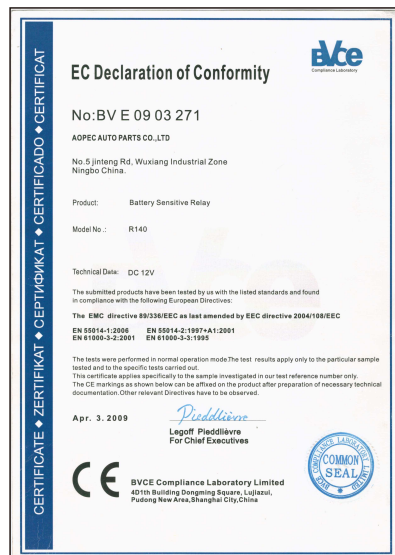 CERTIFICATE ◆ ZERTIFIKAT ◆ СЕРТИФИКАТ ◆ CERTIFICADO ◆ CERTIFICAT
BVce
Compliance Laboratory
EC Declaration of Conformity
No:BV E 09 03 271
AOPEC AUTO PARTS CO.,LTD
No.5 jinteng Rd, Wuxiang Industrial Zone
Ningbo China.
Product: Battery Sensitive Relay
Model No .: R140
Technical Data: DC 12V
The submitted products have been tested by us with the listed standards and found
in compliance with the following European Directives:
The EMC directive 89/336/EEC as last amended by EEC directive 2004/108/EEC
EN 55014-1:2006 EN 55014-2:1997+A1:2001
EN 61000-3-2:2001 EN 61000-3-3:1995
The tests were performed in normal operation mode.The test results apply only to the particular sample
tested and to the specific tests carried out.
This certificate applies specifically to the sample investigated in our test reference number only.
The CE markings as shown below can be affixed on the product after preparation of necessary technical
documentation.Other relevant Directives have to be observed.
Apr. 3. 2009
Pieddlièvre
Legoff Pieddlièvre
For Chief Executives
CE
BVCE Compliance Laboratory Limited
4D1th Building Dongming Square, Lujiazul,
Pudong New Area,Shanghai City,China
BVCE COMPLIANCE LABORATORY LIMITED
COMMON
SEAL